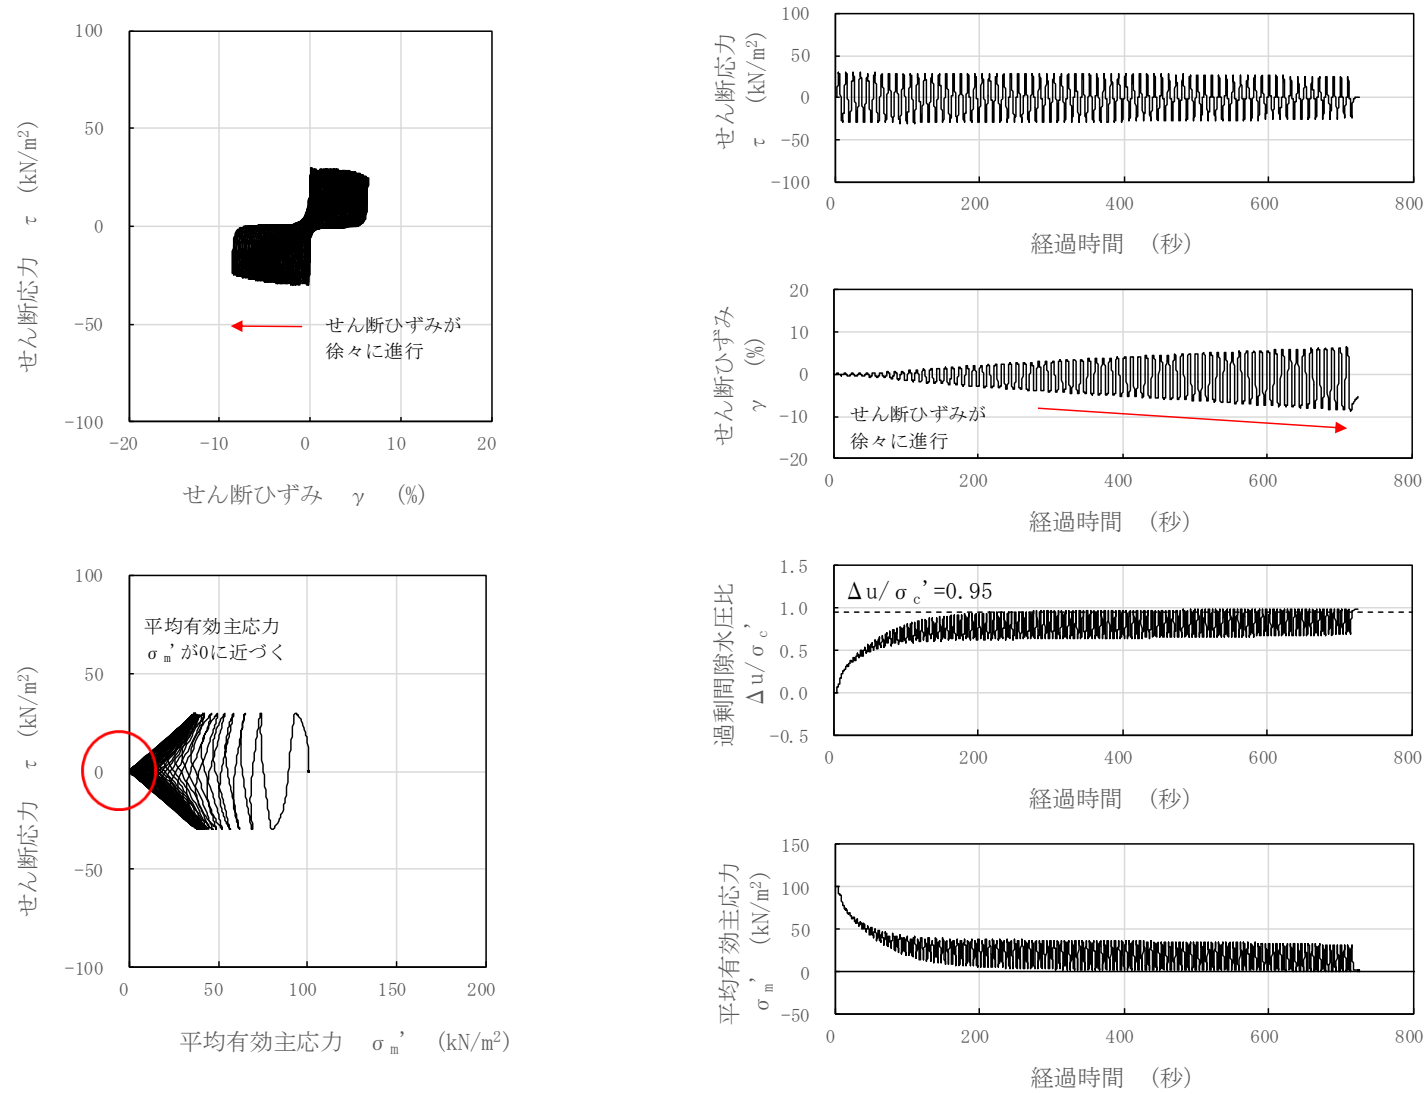 100
50
0
-50
-100
せん断応力 τ (kN/m²)
せん断ひずみが
徐々に進行
-20
-10
0
10
20
せん断ひずみ γ (%)
100
50
0
-50
-100
せん断応力 τ (kN/m²)
平均有効主応力
σm'が0に近づく
0
50
100
150
200
平均有効主応力 σm' (kN/m²)
100
50
0
-50
-100
せん断応力
τ (kN/m²)
0
200
400
600
800
経過時間 (秒)
20
10
0
-10
-20
せん断ひずみ
γ (%)
せん断ひずみが
徐々に進行
0
200
400
600
800
経過時間 (秒)
1.5
1.0
0.5
0.0
-0.5
過剰間隙水圧比
Δu/σc'
Δu/σc'=0.95
0
200
400
600
800
経過時間 (秒)
150
100
50
0
-50
平均有効主応力
σm' (kN/m²)
0
200
400
600
800
経過時間 (秒)